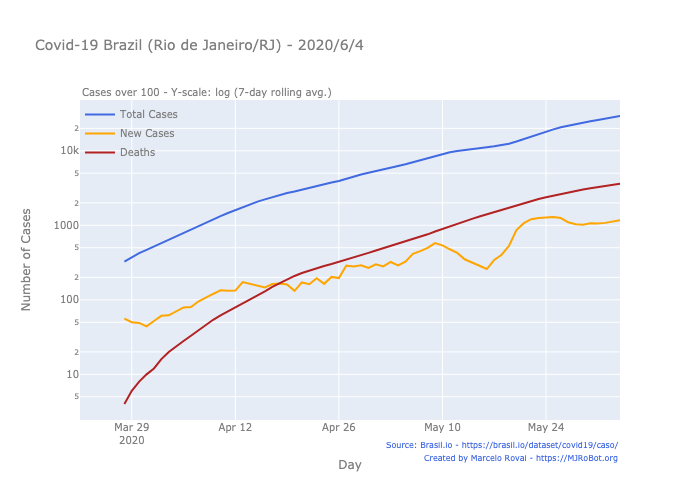 Covid-19 Brazil (Rio de Janeiro/RJ) - 2020/6/4
Cases over 100 - Y-scale: log (7-day rolling avg.)
Total Cases
New Cases
Deaths
2
10k
5
2
1000
5
2
100
5
2
10
5
Number of Cases
Mar 29 Apr 12 Apr 26 May 10 May 24
2020
Day
Source: Brasil.io - https://brasil.io/dataset/covid19/caso/
Created by Marcelo Rovai - https://MJRoBot.org